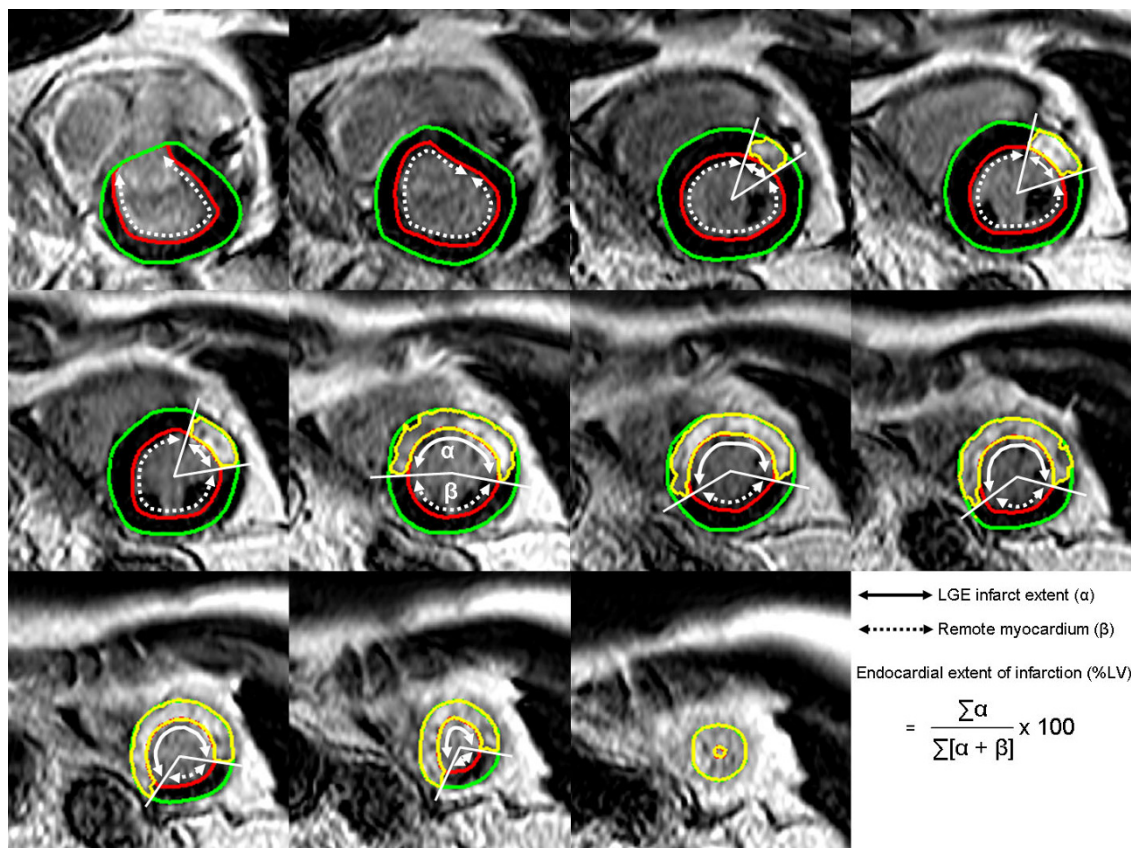 α
β
LGE infarct extent (α)
Remote myocardium (β)
Endocardial extent of infarction (%LV)
= ∑α / ∑[α + β] x 100